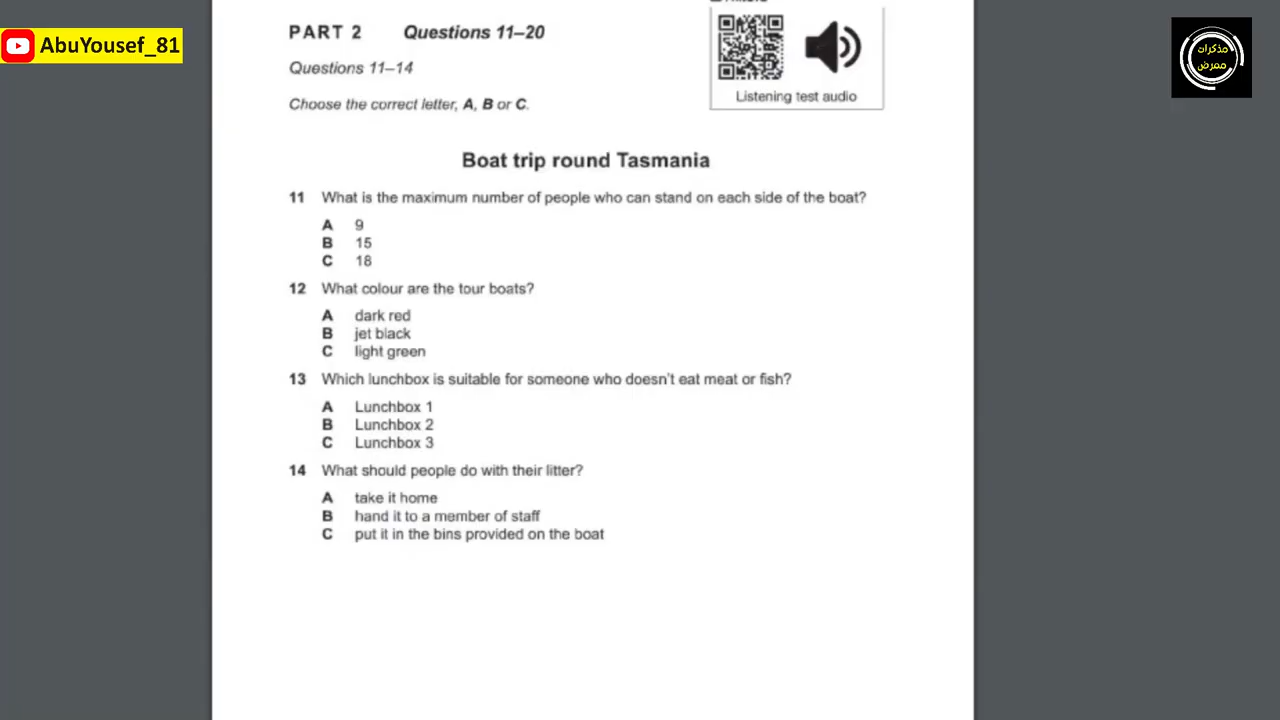 AbuYousef_81
PART 2 Questions 11–20
Questions 11–14
Choose the correct letter, A, B or C.
Listening test audio
مذكرات
ممرض
Boat trip round Tasmania
11 What is the maximum number of people who can stand on each side of the boat?
A 9
B 15
C 18
12 What colour are the tour boats?
A dark red
B jet black
C light green
13 Which lunchbox is suitable for someone who doesn't eat meat or fish?
A Lunchbox 1
B Lunchbox 2
C Lunchbox 3
14 What should people do with their litter?
A take it home
B hand it to a member of staff
C put it in the bins provided on the boat